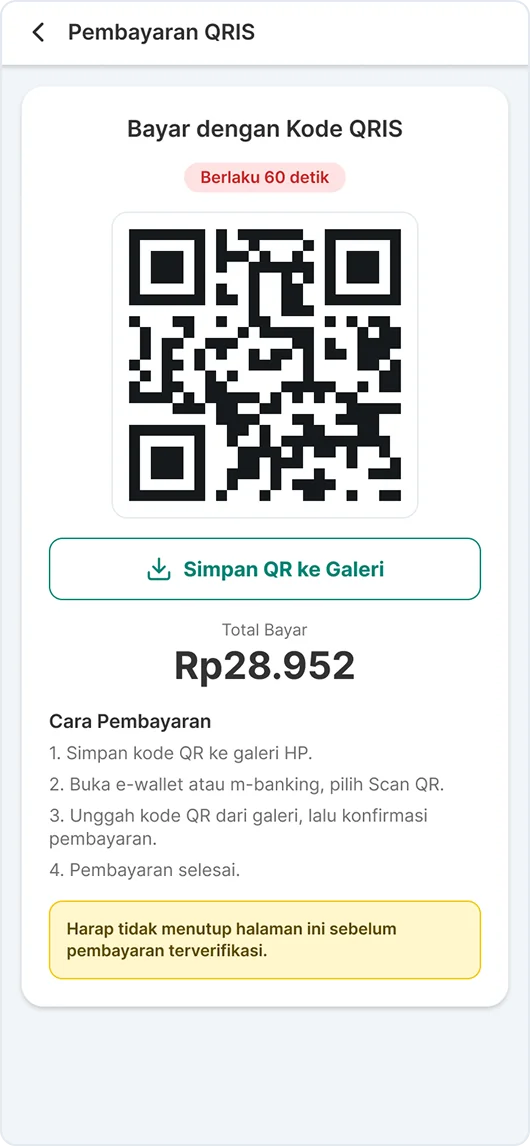 Pembayaran QRIS
Bayar dengan Kode QRIS
Berlaku 60 detik
Simpan QR ke Galeri
Total Bayar
Rp28.952
Cara Pembayaran
1. Simpan kode QR ke galeri HP.
2. Buka e-wallet atau m-banking, pilih Scan QR.
3. Unggah kode QR dari galeri, lalu konfirmasi
pembayaran.
4. Pembayaran selesai.
Harap tidak menutup halaman ini sebelum
pembayaran terverifikasi.